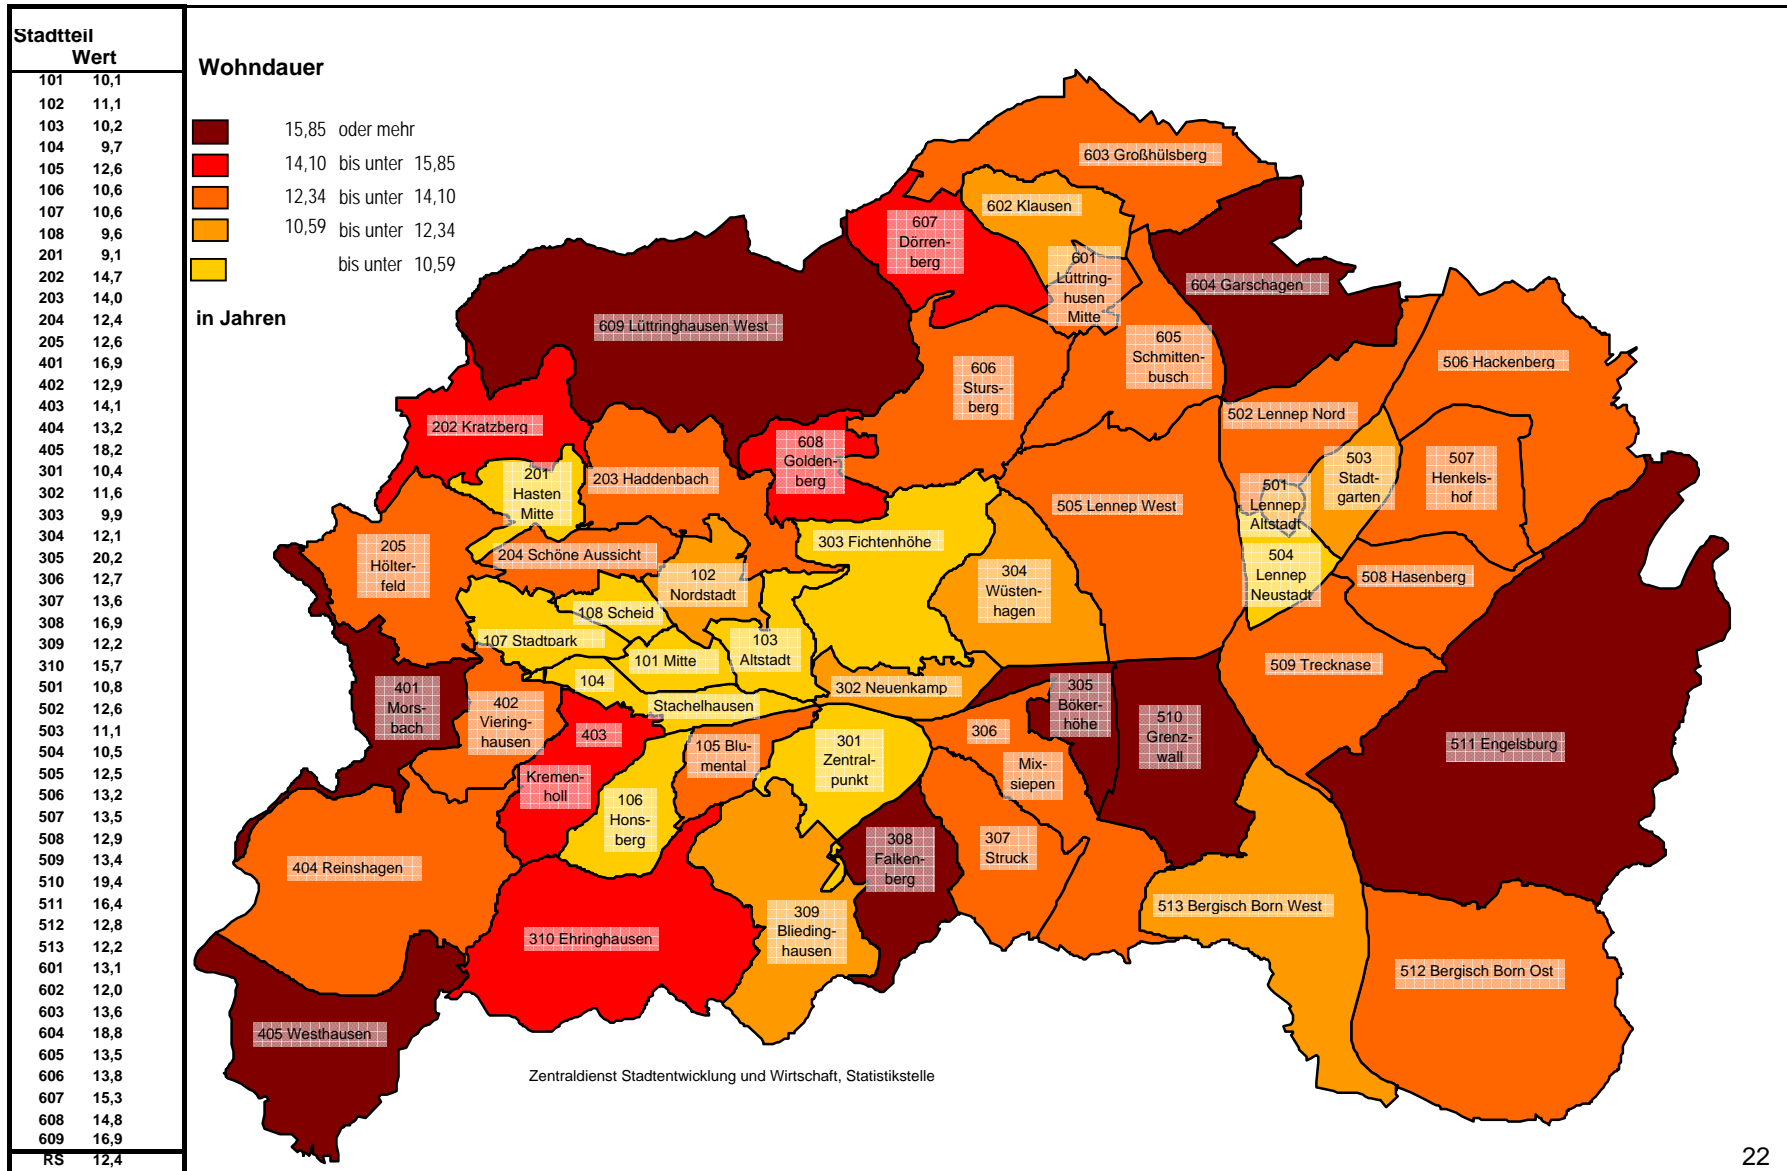 Stadtteil
Wert
101 10,1
102 11,1
103 10,2
104 9,7
105 12,6
106 10,6
107 10,6
108 9,6
201 9,1
202 14,7
203 14,0
204 12,4
205 12,6
401 16,9
402 12,9
403 14,1
404 13,2
405 18,2
301 10,4
302 11,6
303 9,9
304 12,1
305 20,2
306 12,7
307 13,6
308 16,9
309 12,2
310 15,7
501 10,8
502 12,6
503 11,1
504 10,5
505 12,5
506 13,2
507 13,5
508 12,9
509 13,4
510 19,4
511 16,4
512 12,8
513 12,2
601 13,1
602 12,0
603 13,6
604 18,8
605 13,5
606 13,8
607 15,3
608 14,8
609 16,9
RS 12,4
Wohndauer
15,85 oder mehr
14,10 bis unter 15,85
12,34 bis unter 14,10
10,59 bis unter 12,34
bis unter 10,59
in Jahren
603 Großhülsberg
602 Klausen
607
Dörren-
berg
601
Lüttring-
husen
Mitte
604 Garschagen
609 Lüttringhausen West
605
Schmitten-
busch
606
Sturs-
berg
506 Hackenberg
502 Lennep Nord
202 Kratzberg
608
Golden-
berg
201
Hasten
Mitte
203 Haddenbach
503
Stadt-
garten
507
Henkels-
hof
501
Lennep
Altstadt
505 Lennep West
303 Fichtenhöhe
205
Hölter-
feld
204 Schöne Aussicht
504
Lennep
Neustadt
508 Hasenberg
102
Nordstadt
304
Wüsten-
hagen
108 Scheid
107 Stadtpark
103
Altstadt
101 Mitte
509 Trecknase
104
Stachelhausen
302 Neuenkamp
305
Böker-
höhe
401
Mors-
bach
402
Viering-
hausen
403
Kremen-
holl
105 Blu-
mental
301
Zentral-
punkt
306
Mix-
siepen
510
Grenz-
wall
511 Engelsburg
106
Hons-
berg
308
Falken-
berg
307
Struck
404 Reinshagen
513 Bergisch Born West
309
Blieding-
hausen
310 Ehringhausen
512 Bergisch Born Ost
405 Westhausen
Zentraldienst Stadtentwicklung und Wirtschaft, Statistikstelle
22